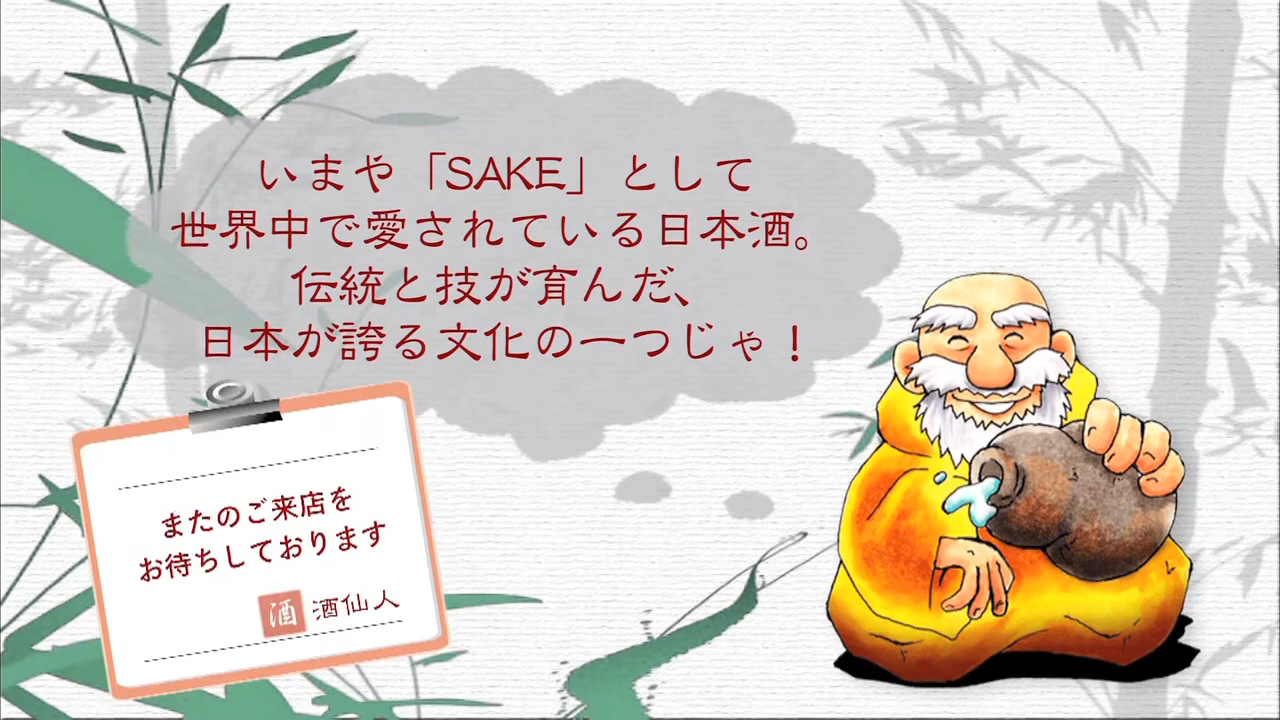 いまや「SAKE」として
世界中で愛されている日本酒。
伝統と技が育んだ、
日本が誇る文化の一つじゃ！
またのご来店を
お待ちしております
酒 酒仙人